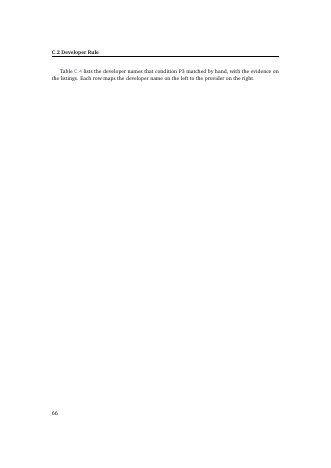 C.2 Developer Rule
Table C.4 lists the developer names that condition P3 matched by hand, with the evidence on
the listings. Each row maps the developer name on the left to the provider on the right.
66